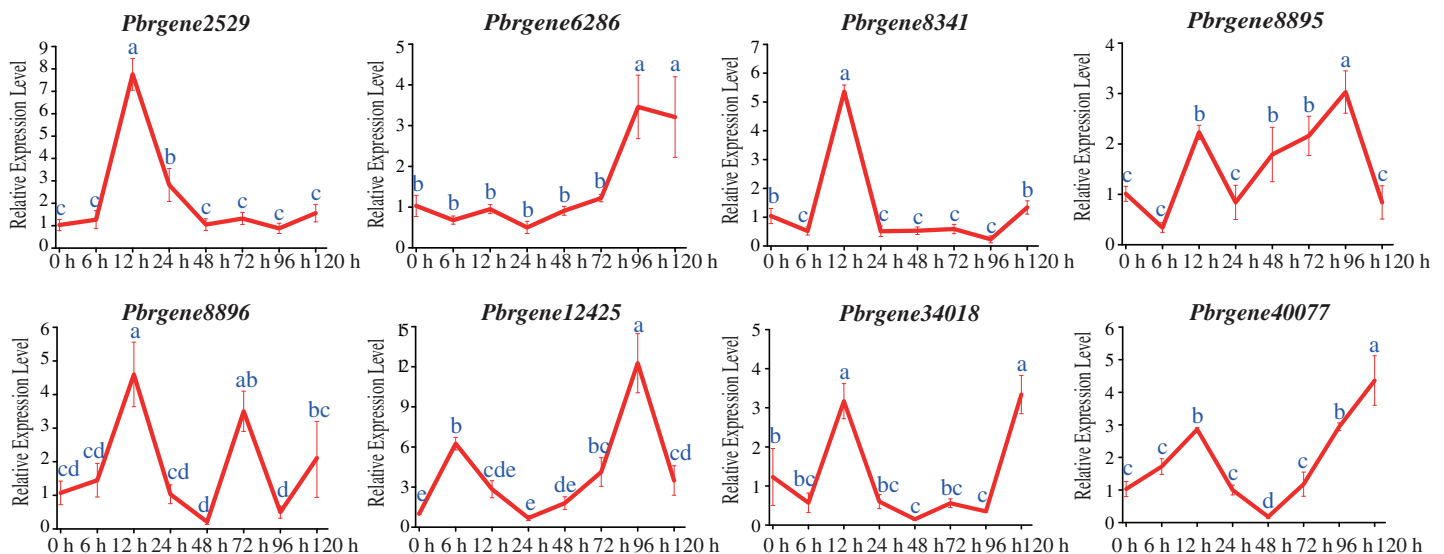 Pbrgene2529
Relative Expression Level
9
8
7
6
5
4
3
2
1
0
c
c
a
b
c
c
c
c
0 h 6 h 12 h 24 h 48 h 72 h 96 h 120 h
Pbrgene6286
Relative Expression Level
5
4
3
2
1
0
b
b
b
b
b
b
a
a
0 h 6 h 12 h 24 h 48 h 72 h 96 h 120 h
Pbrgene8341
Relative Expression Level
7
6
5
4
3
2
1
0
b
c
a
c
c
c
c
b
0 h 6 h 12 h 24 h 48 h 72 h 96 h 120 h
Pbrgene8895
Relative Expression Level
4
3
2
1
0
c
c
b
c
b
b
a
c
0 h 6 h 12 h 24 h 48 h 72 h 96 h 120 h
Pbrgene8896
Relative Expression Level
6
5
4
3
2
1
0
cd
cd
a
cd
d
ab
d
bc
0 h 6 h 12 h 24 h 48 h 72 h 96 h 120 h
Pbrgene12425
Relative Expression Level
15
12
9
6
3
0
e
b
cde
e
de
bc
a
cd
0 h 6 h 12 h 24 h 48 h 72 h 96 h 120 h
Pbrgene34018
Relative Expression Level
5
4
3
2
1
0
b
bc
a
bc
c
bc
c
a
0 h 6 h 12 h 24 h 48 h 72 h 96 h 120 h
Pbrgene40077
Relative Expression Level
6
5
4
3
2
1
0
c
c
b
c
d
c
b
a
0 h 6 h 12 h 24 h 48 h 72 h 96 h 120 h